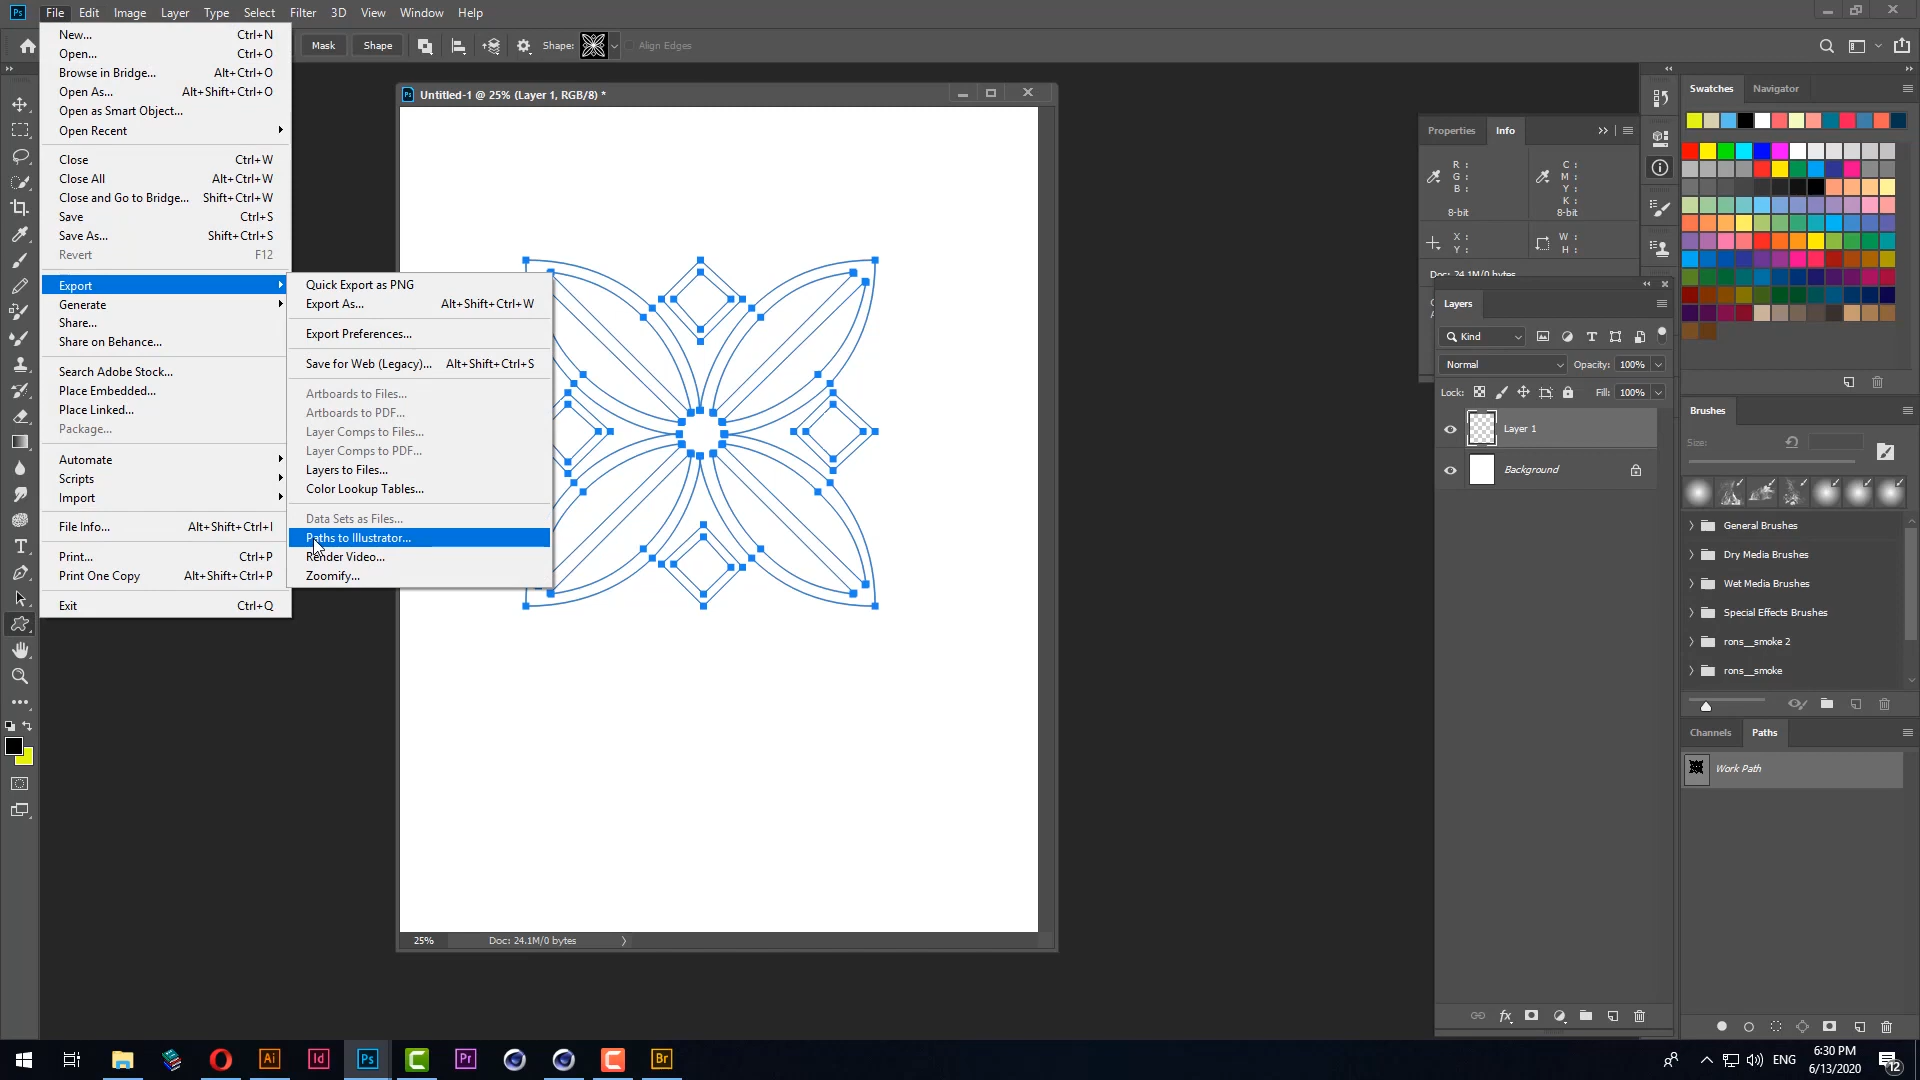 Ps File Edit Image Layer Type Select Filter 3D View Window Help
Mask Shape Shape: Align Edges
New... Ctrl+N
Open... Ctrl+O
Browse in Bridge... Alt+Ctrl+O
Open As... Alt+Shift+Ctrl+O
Open as Smart Object...
Open Recent
Close Ctrl+W
Close All Alt+Ctrl+W
Close and Go to Bridge... Shift+Ctrl+W
Save Ctrl+S
Save As... Shift+Ctrl+S
Revert F12
Export
Generate
Share...
Share on Behance...
Search Adobe Stock...
Place Embedded...
Place Linked...
Package...
Automate
Scripts
Import
File Info... Alt+Shift+Ctrl+I
Print... Ctrl+P
Print One Copy Alt+Shift+Ctrl+P
Exit Ctrl+Q
Quick Export as PNG
Export As... Alt+Shift+Ctrl+W
Export Preferences...
Save for Web (Legacy)... Alt+Shift+Ctrl+S
Artboards to Files...
Artboards to PDF...
Layer Comps to Files...
Layer Comps to PDF...
Layers to Files...
Color Lookup Tables...
Data Sets as Files...
Paths to Illustrator...
Render Video...
Zoomify...
Ps Untitled-1 @ 25% (Layer 1, RGB/8) *
25% Doc: 24.1M/0 bytes
Properties Info
R : C :
G : M :
B : Y :
K :
8-bit 8-bit
X : W :
Y : H :
Doc: 24.1M/0 bytes
Layers
Kind
Normal Opacity: 100%
Lock: Fill: 100%
Layer 1
Background
Swatches Navigator
Brushes
Size:
General Brushes
Dry Media Brushes
Wet Media Brushes
Special Effects Brushes
rons__smoke 2
rons__smoke
Channels Paths
Work Path
Ai Id Ps Pr Br
ENG
6:30 PM
6/13/2020
12